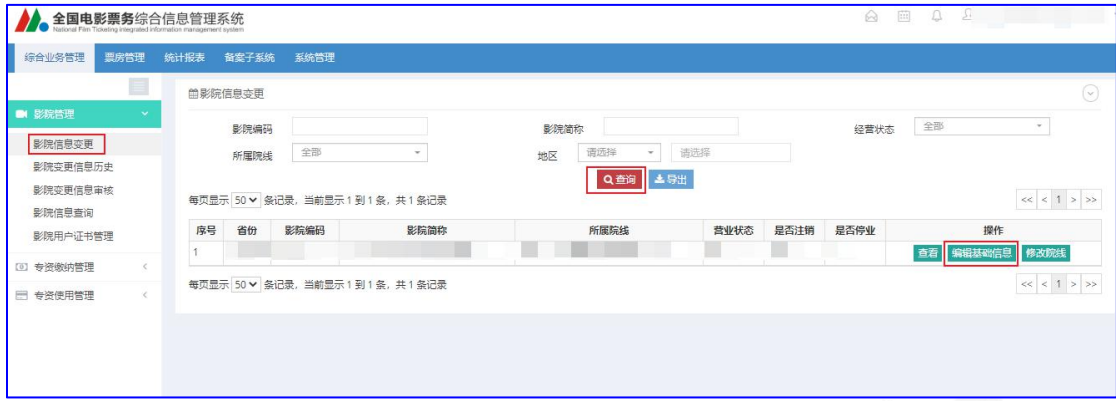 全国电影票务综合信息管理系统
National Film Ticketing integrated information management system
综合业务管理 票房管理 统计报表 备案子系统 系统管理
影院管理
影院信息变更
影院变更信息历史
影院变更信息审核
影院信息查询
影院用户证书管理
专资缴纳管理
专资使用管理
影院信息变更
影院编码 影院简称 经营状态 全部
所属院线 全部 地区 请选择 请选择
查询 导出
每页显示 50 条记录，当前显示 1 到 1 条，共 1 条记录 << < 1 > >>
序号 省份 影院编码 影院简称 所属院线 营业状态 是否注销 是否停业 操作
1 查看 编辑基础信息 修改院线
每页显示 50 条记录，当前显示 1 到 1 条，共 1 条记录 << < 1 > >>